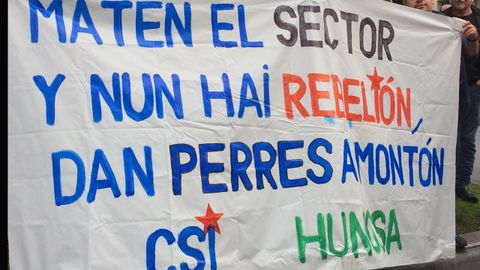 MATEN EL SECTOR
Y NUN HAI REBELIÓN
DAN PERRES AMONTÓN
CSI HUNOSA